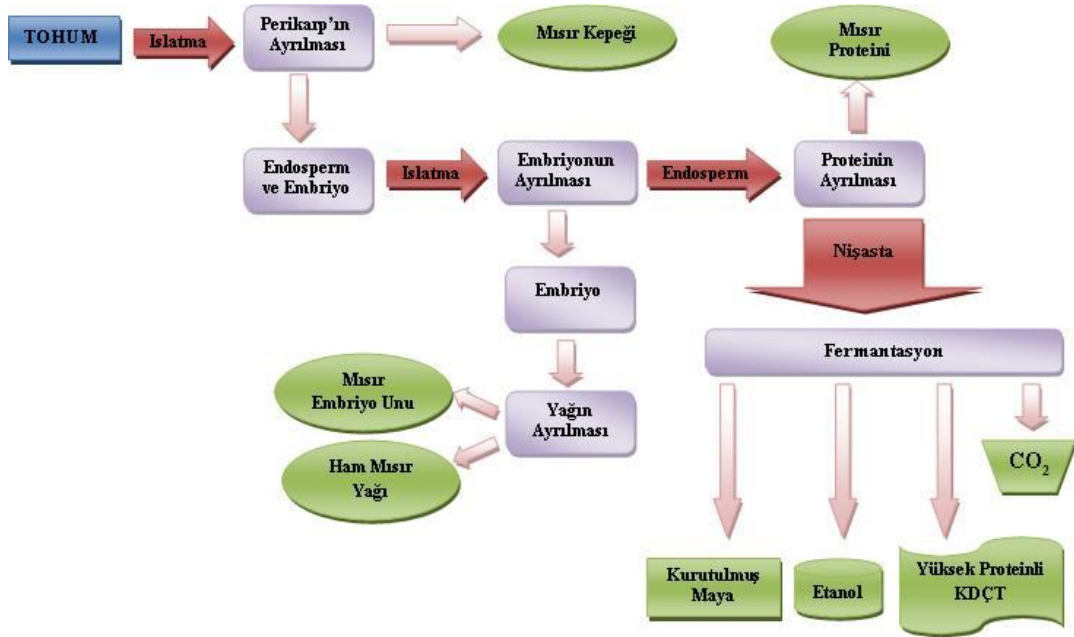 TOHUM
Islatma
Perikarp’ın
Ayrılması
Mısır Kepeği
Mısır
Proteini
Endosperm
ve Embriyo
Islatma
Embriyonun
Ayrılması
Endosperm
Proteinin
Ayrılması
Nişasta
Embriyo
Fermantasyon
Mısır
Embriyo Unu
Yağın
Ayrılması
Ham Mısır
Yağı
CO₂
Kurutulmuş
Maya
Etanol
Yüksek Proteinli
KDÇT